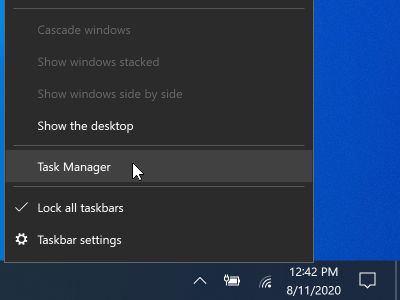 Cascade windows
Show windows stacked
Show windows side by side
Show the desktop
Task Manager
Lock all taskbars
Taskbar settings
12:42 PM
8/11/2020